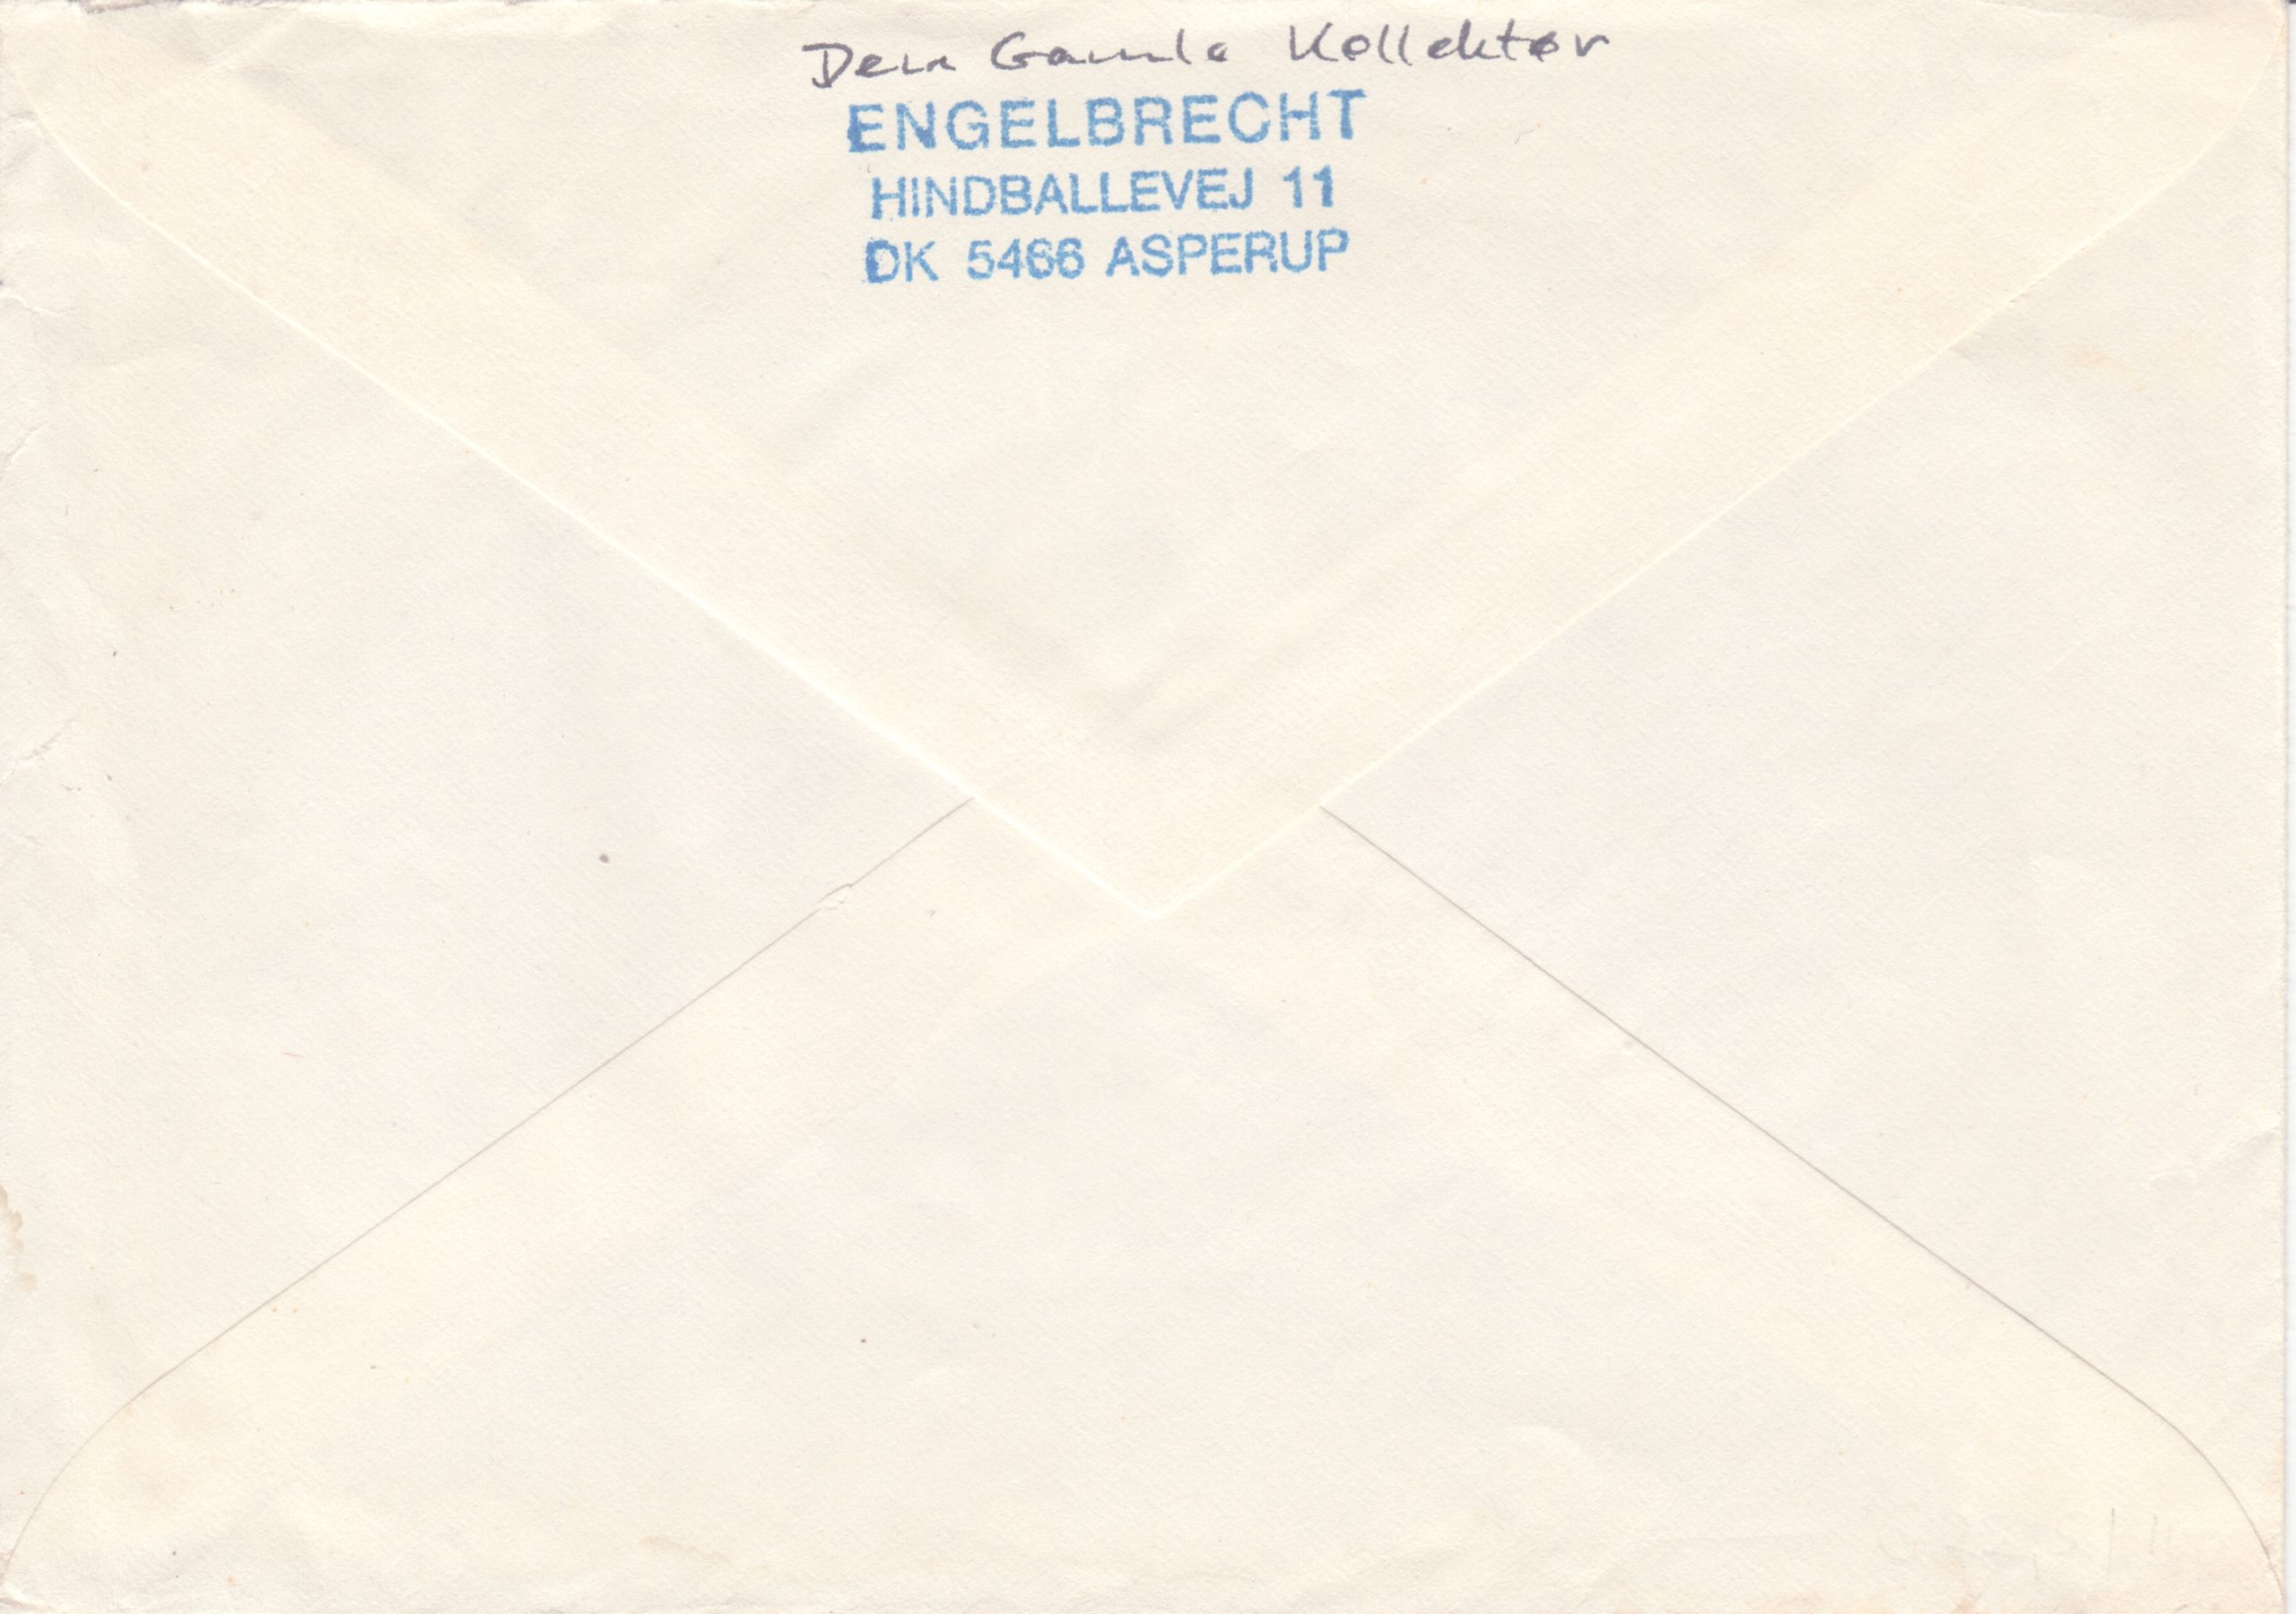 Den Gamle Kollektør
ENGELBRECHT
HINDBALLEVEJ 11
DK 5466 ASPERUP